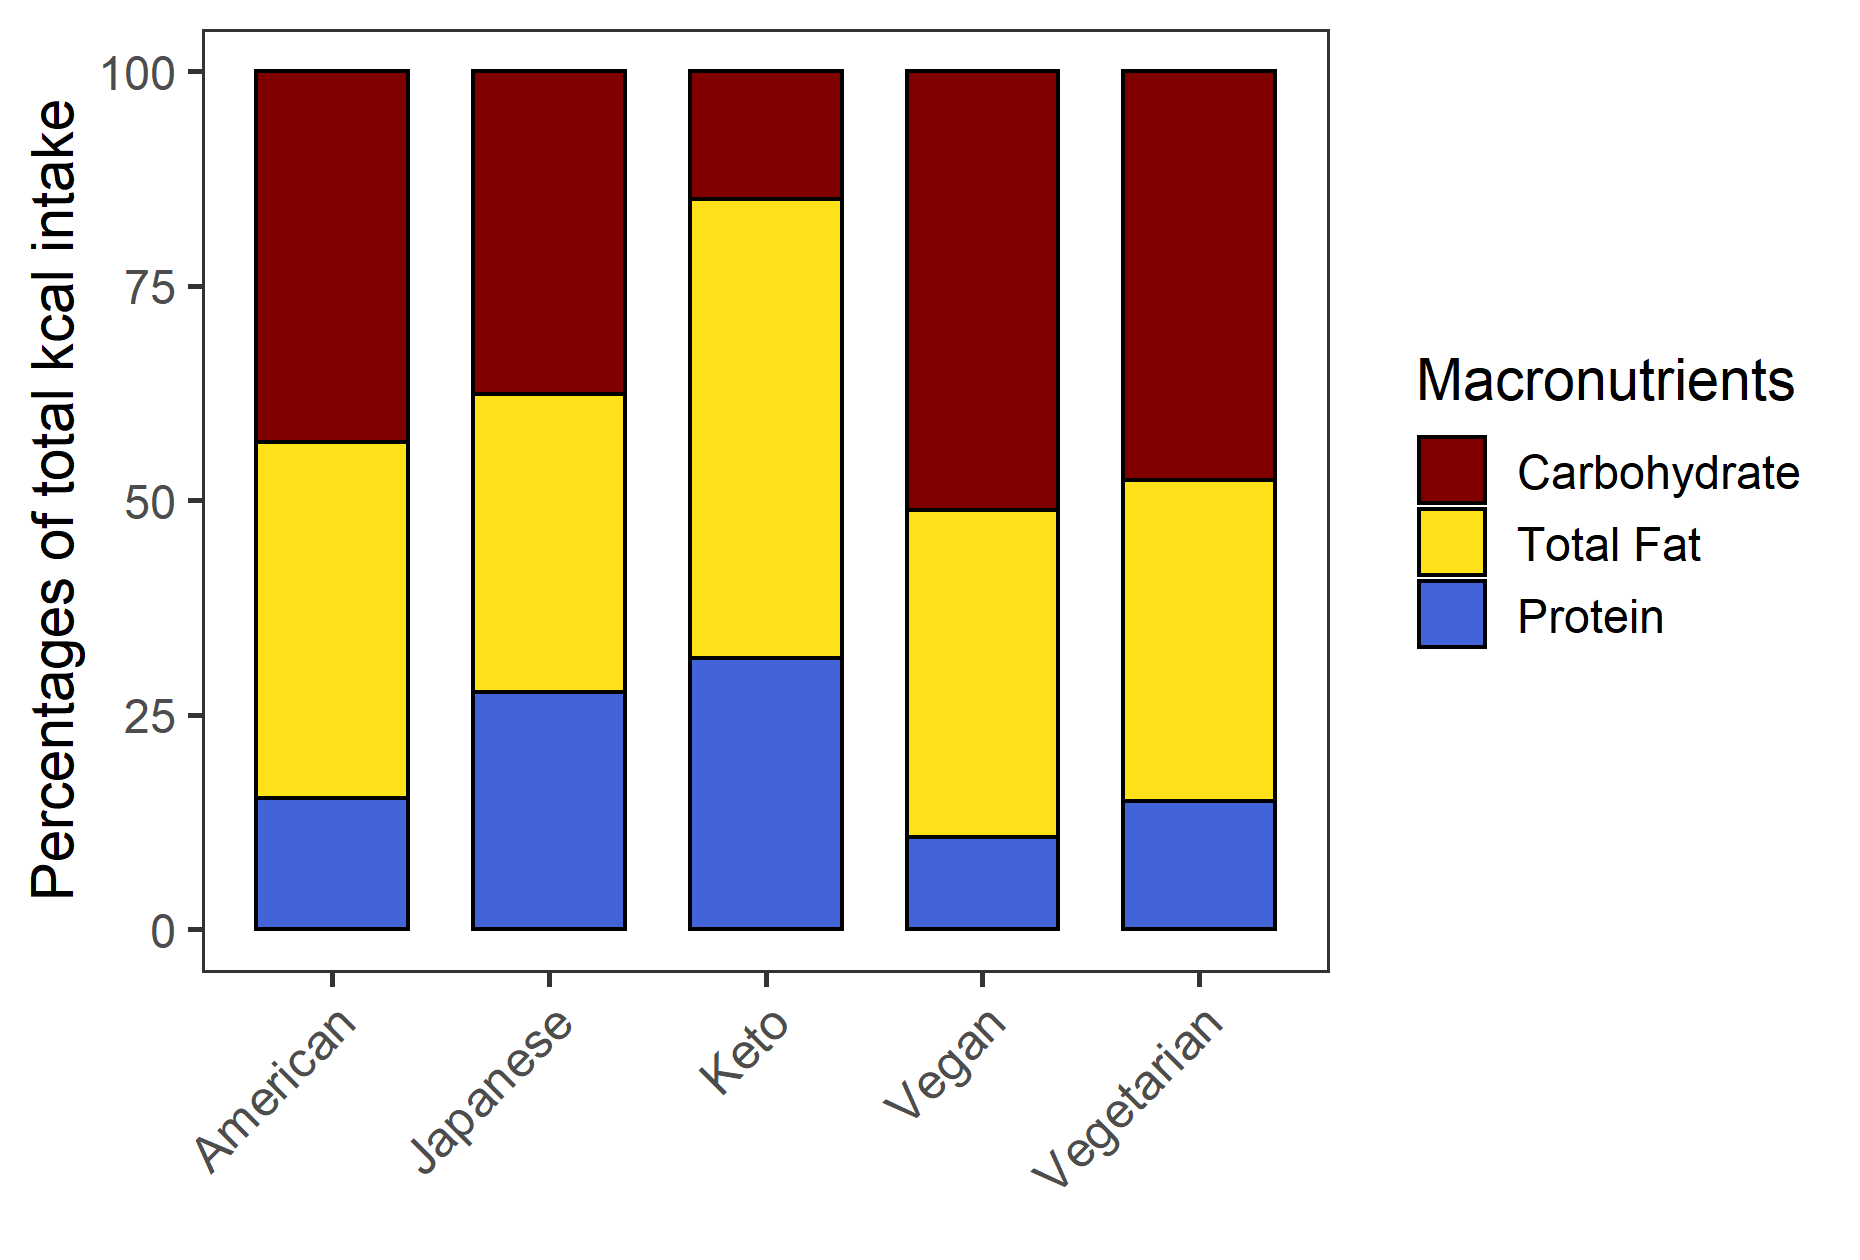 Percentages of total kcal intake
100
75
50
25
0
American
Japanese
Keto
Vegan
Vegetarian
Macronutrients
Carbohydrate
Total Fat
Protein